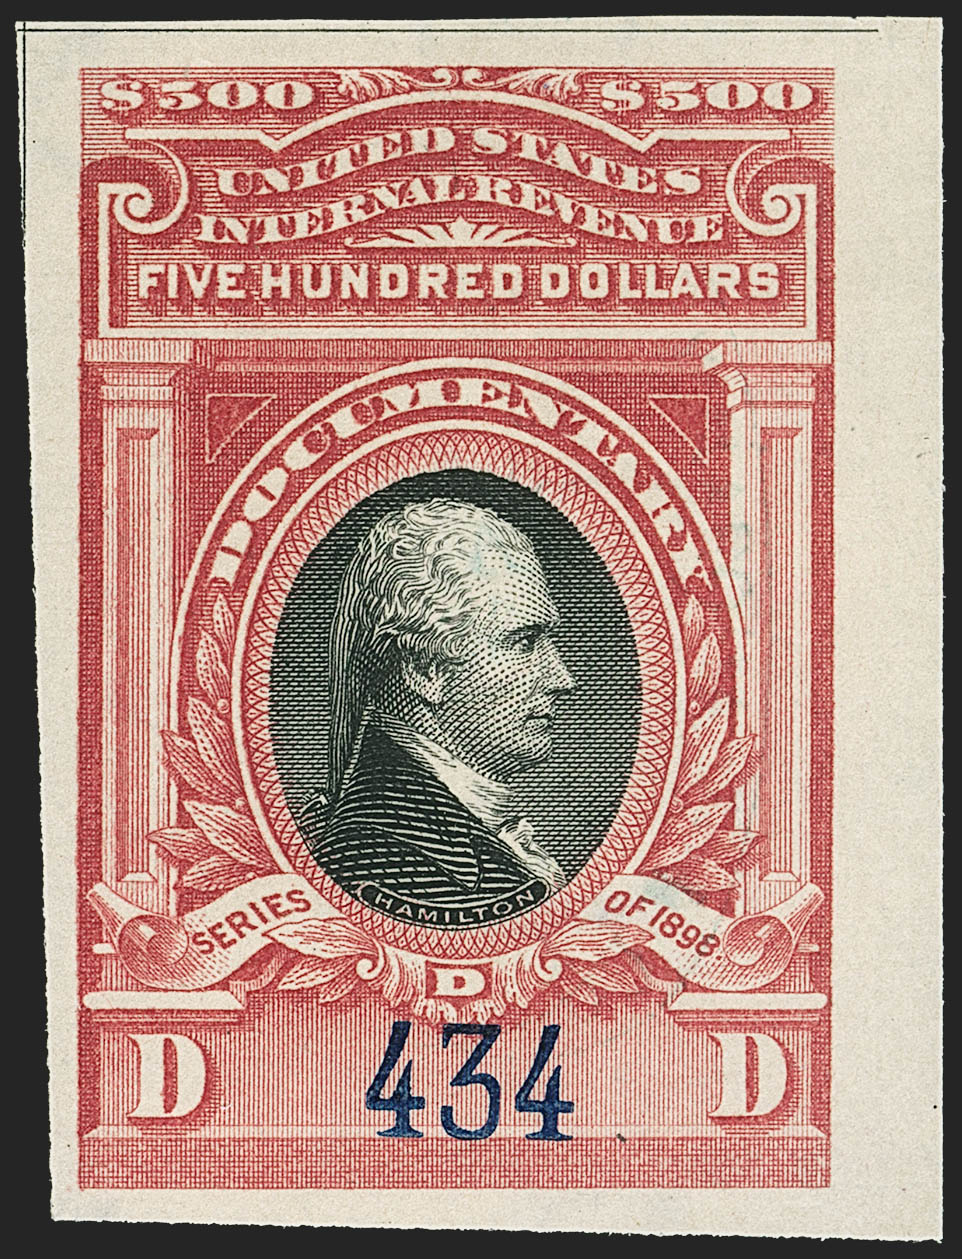 $500 $500
UNITED STATES
INTERNAL REVENUE
FIVE HUNDRED DOLLARS
DOCUMENTARY
HAMILTON
SERIES OF 1898
D
D D
434